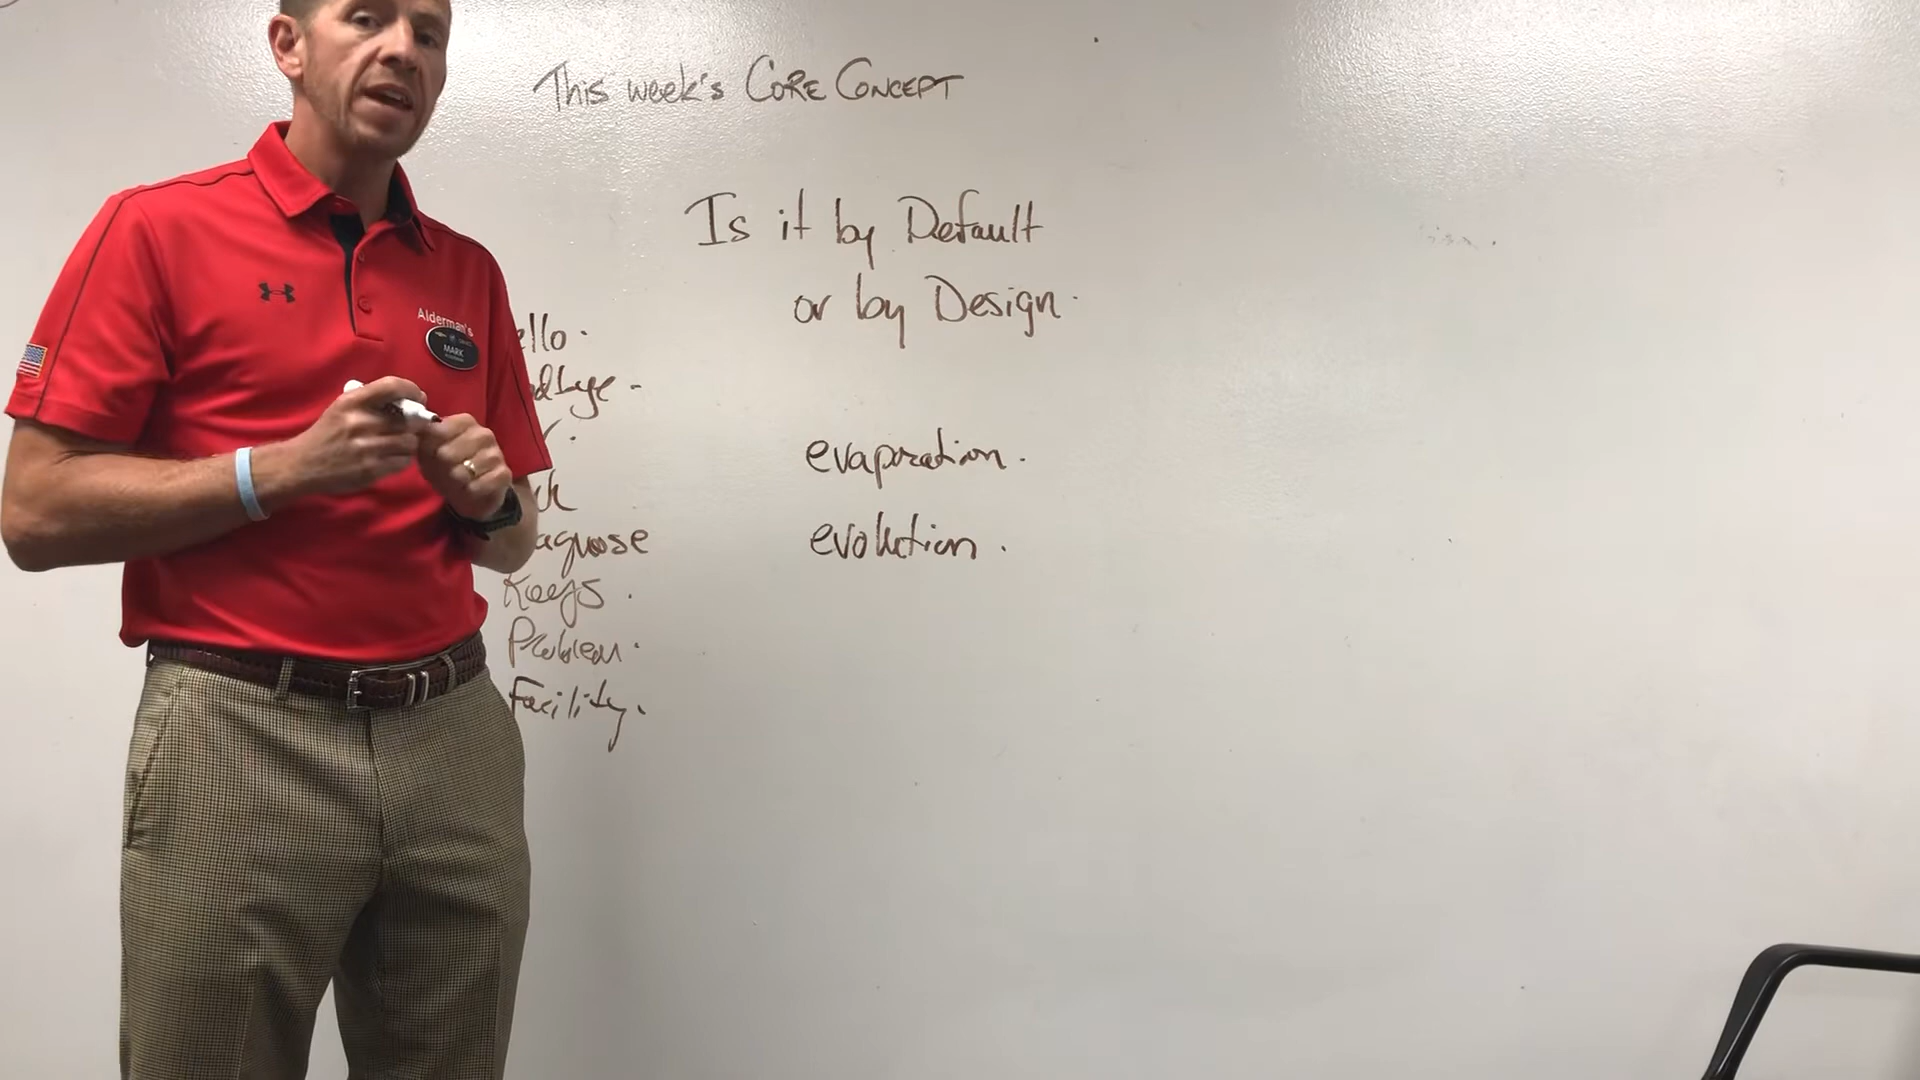 This week's CORE CONCEPT
Is it by Default
or by Design.
ello.
evaporation.
evolution.
agnose
Keys.
Problem.
Facility.
Alderman's
MARK